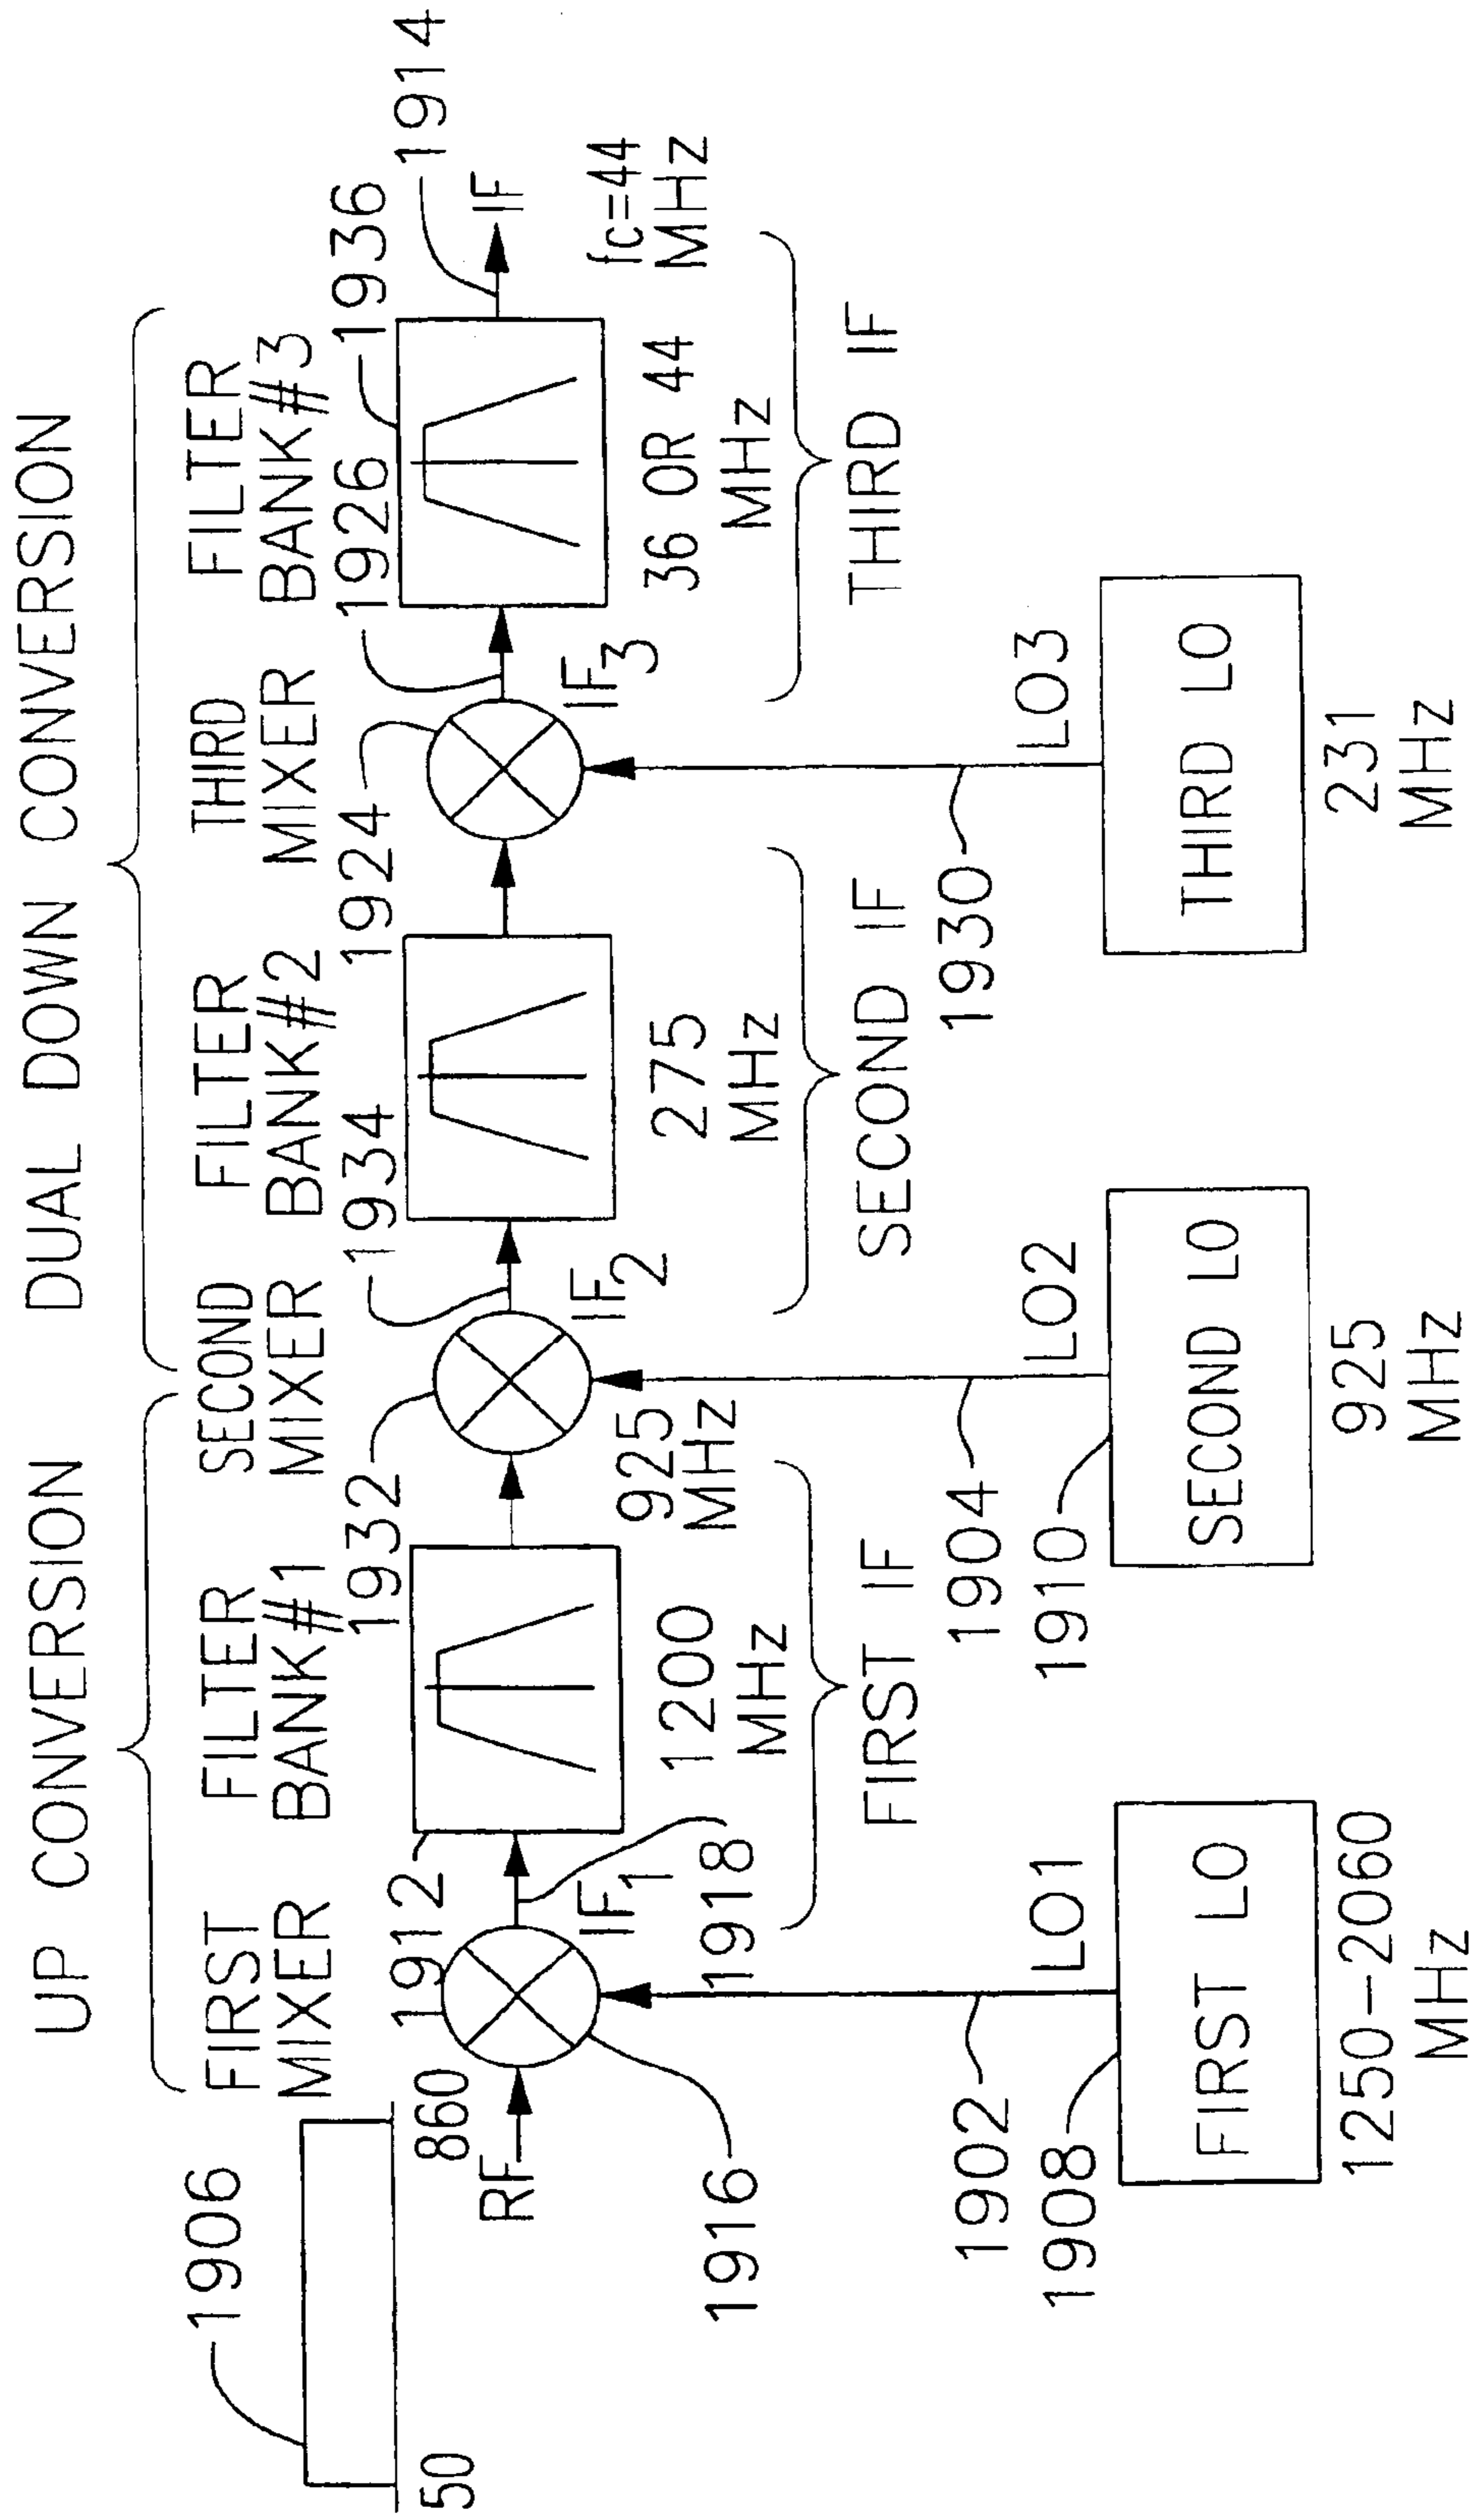 UP CONVERSION
DUAL DOWN CONVERSION
1906
50
860
RF
1916
FIRST
MIXER
1912
IF1
1918
FILTER
BANK#1
1200
MHz
FIRST IF
1932
SECOND
MIXER
925
MHz
IF2
1934
FILTER
BANK#2
275
MHz
SECOND IF
1924
THIRD
MIXER
IF3
1926
FILTER
BANK#3
1936
36 OR 44
MHz
THIRD IF
1914
IF
fc=44
MHz
1902
1908
LO1
FIRST LO
1250-2060
MHz
1904
1910
LO2
SECOND LO
925
MHz
1930
LO3
THIRD LO
231
MHz